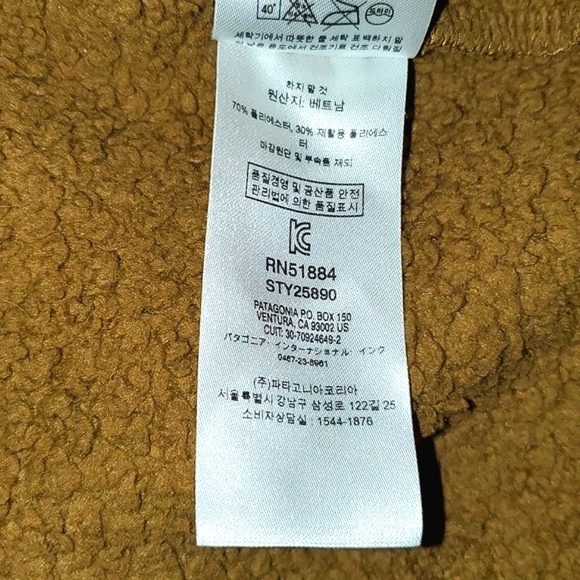 40°
드라이
세탁기에서 따뜻한 물 세탁 표백하지 말
하지 말 것
원산지: 베트남
70% 폴리에스터, 30% 재활용 폴리에스
터
마감원단 및 부속품 제외
품질경영 및 공산품 안전
관리법에 의한 품질표시
RN51884
STY25890
PATAGONIA P.O. BOX 150
VENTURA, CA 93002 US
CUIT: 30-70924649-2
パタゴニア・インターナショナル・インク
0467-23-8961
(주)파타고니아코리아
서울특별시 강남구 삼성로 122길 25
소비자상담실 : 1544-1876